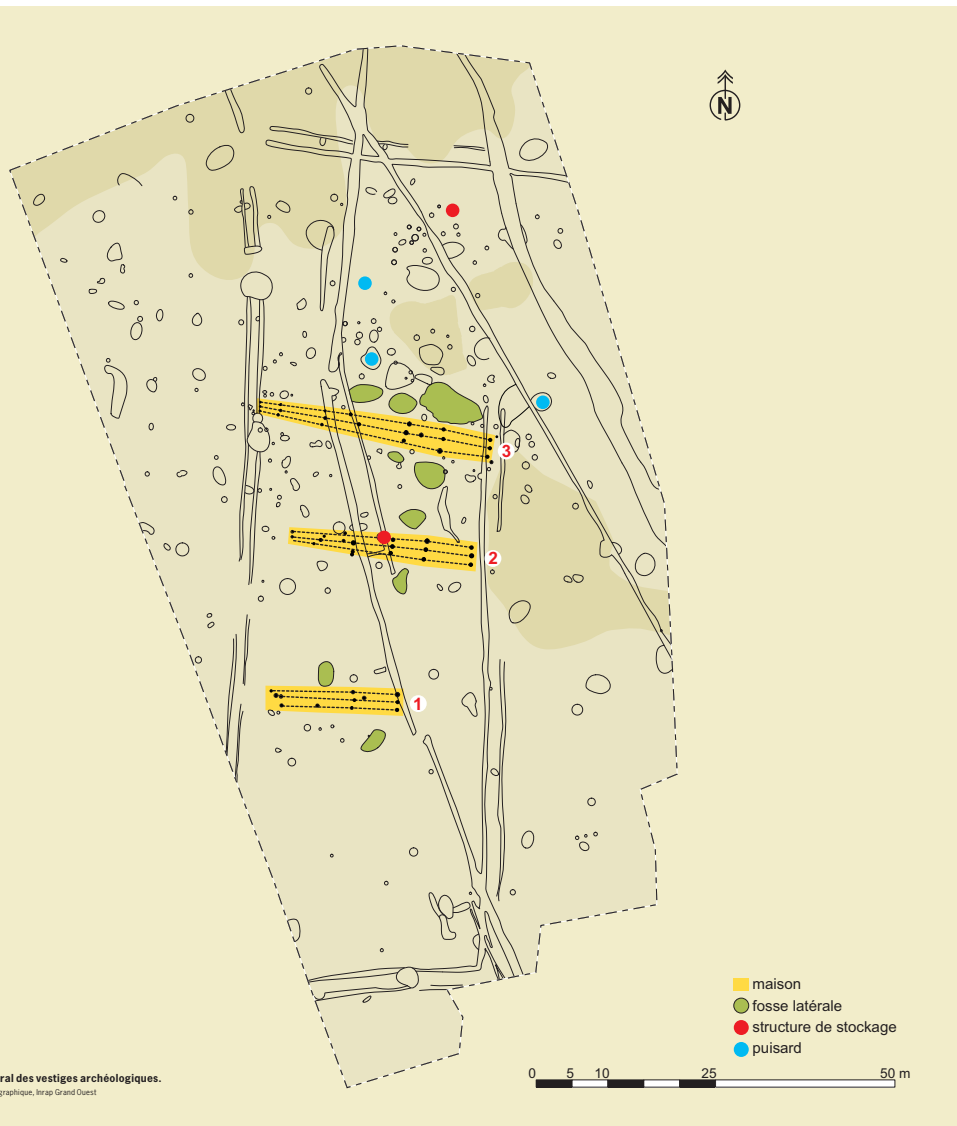 N
3
2
1
maison
fosse latérale
structure de stockage
puisard
0 5 10 25 50 m
ral des vestiges archéologiques.
graphique, Inrap Grand Ouest